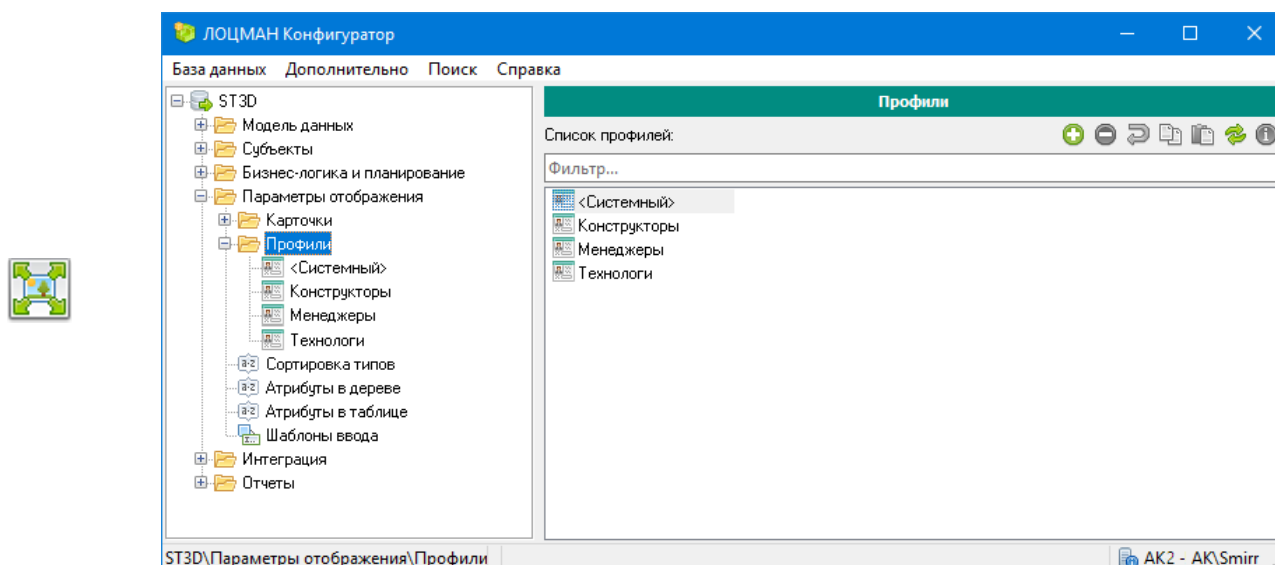 ЛОЦМАН Конфигуратор
База данных Дополнительно Поиск Справка
ST3D
Модель данных
Субъекты
Бизнес-логика и планирование
Параметры отображения
Карточки
Профили
<Системный>
Конструкторы
Менеджеры
Технологи
Сортировка типов
Атрибуты в дереве
Атрибуты в таблице
Шаблоны ввода
Интеграция
Отчеты
Профили
Список профилей:
Фильтр...
<Системный>
Конструкторы
Менеджеры
Технологи
ST3D\Параметры отображения\Профили
AK2 - AK\Smirr